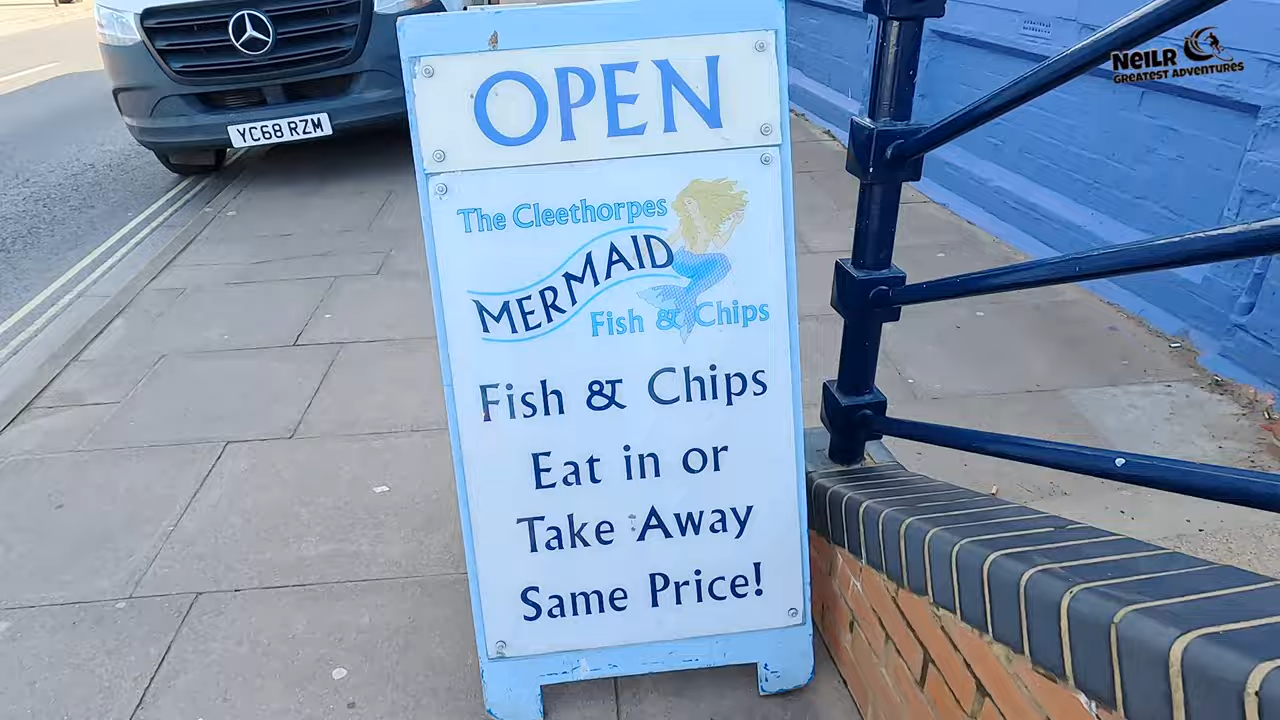 NEILR
GREATEST ADVENTURES
YC68 RZM
OPEN
The Cleethorpes
MERMAID
Fish & Chips
Fish & Chips
Eat in or
Take Away
Same Price!